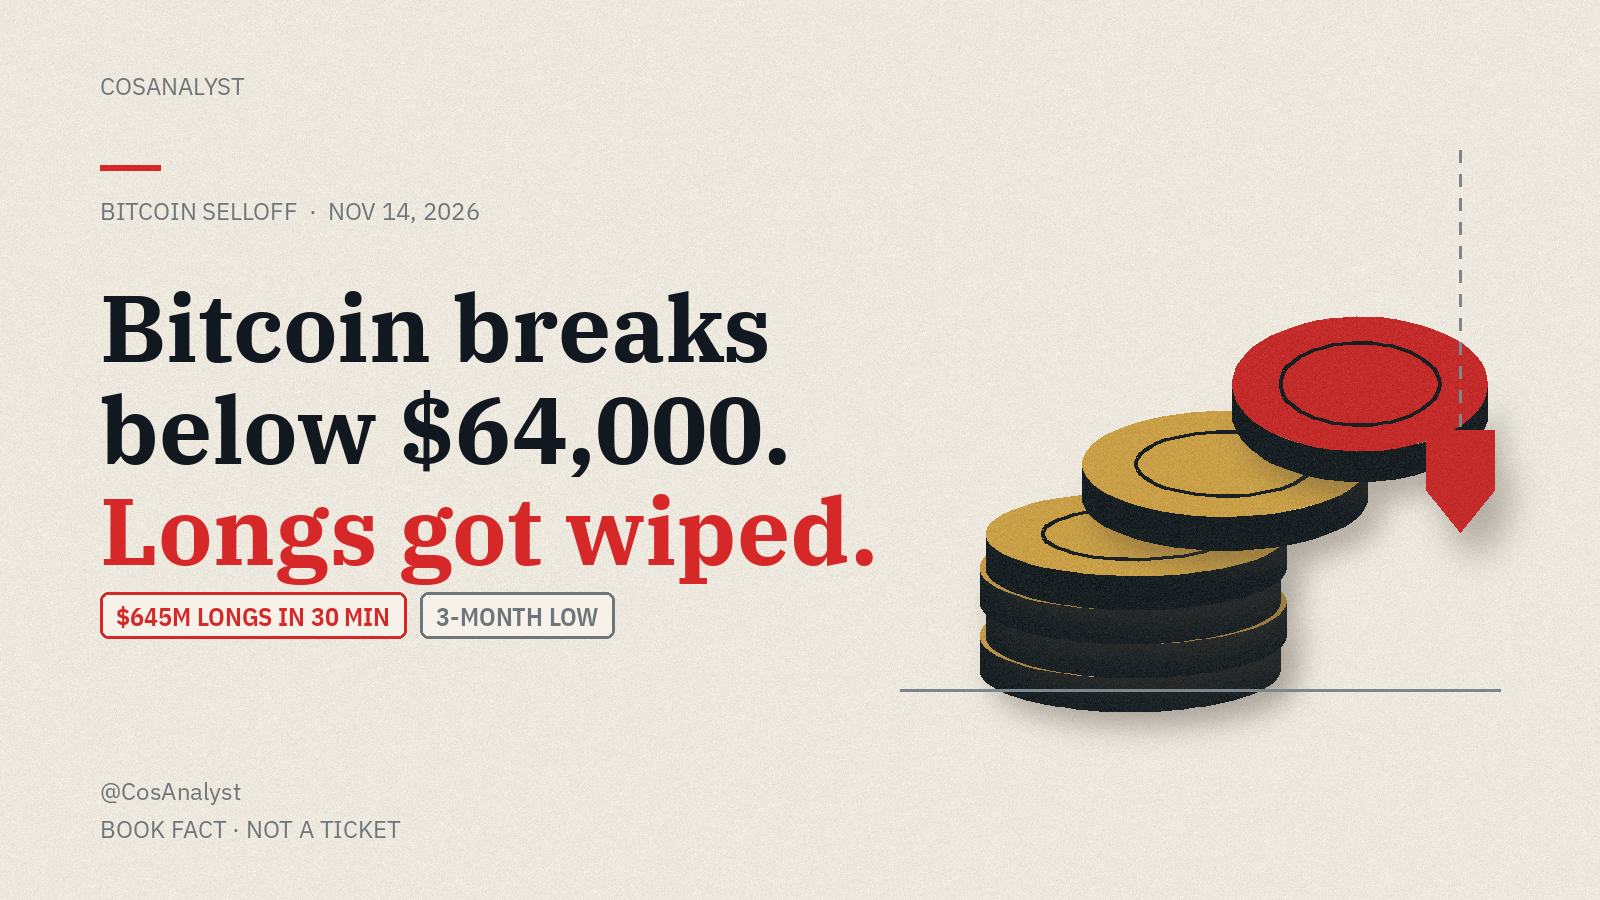 COSANALYST
BITCOIN SELLOFF · NOV 14, 2026
Bitcoin breaks
below $64,000.
Longs got wiped.
$645M LONGS IN 30 MIN
3-MONTH LOW
@CosAnalyst
BOOK FACT · NOT A TICKET